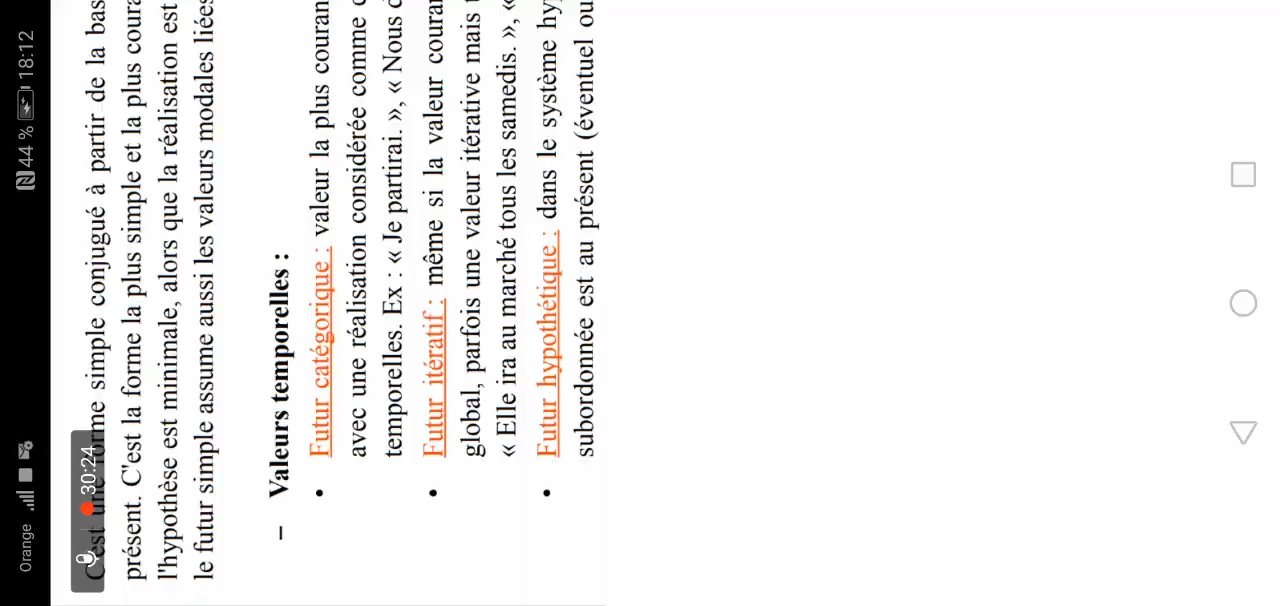 Orange 44 % 18:12
30:24
C'est une forme simple conjugué à partir de la bas
présent. C'est la forme la plus simple et la plus coura
l'hypothèse est minimale, alors que la réalisation est
le futur simple assume aussi les valeurs modales liées
– Valeurs temporelles :
• Futur catégorique : valeur la plus couran
avec une réalisation considérée comme c
temporelles. Ex : « Je partirai. », « Nous d
• Futur itératif : même si la valeur couran
global, parfois une valeur itérative mais t
« Elle ira au marché tous les samedis. », «
• Futur hypothétique : dans le système hy
subordonnée est au présent (éventuel ou